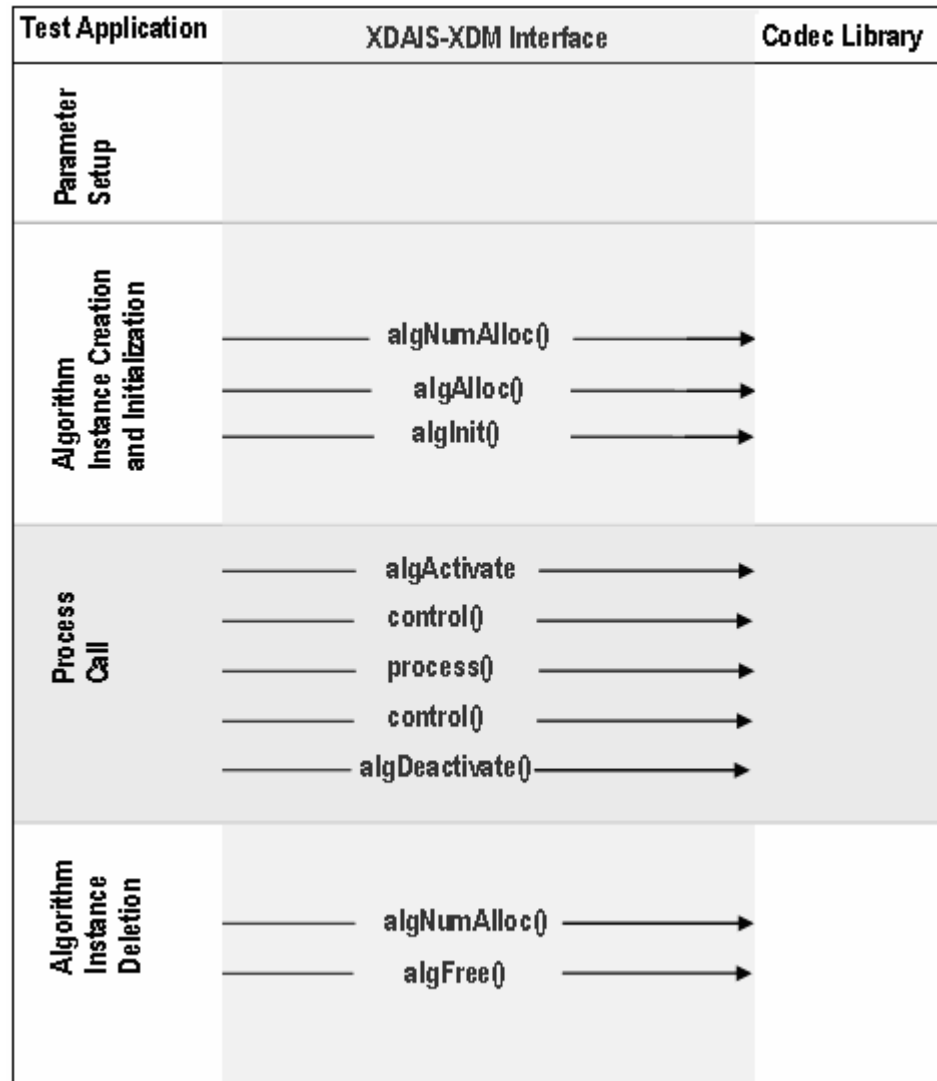 Test Application
XDAIS-XDM Interface
Codec Library
Parameter
Setup
Algorithm
Instance Creation
and Initialization
algNumAlloc()
algAlloc()
algInit()
Process
Call
algActivate
control()
process()
control()
algDeactivate()
Algorithm
Instance
Deletion
algNumAlloc()
algFree()